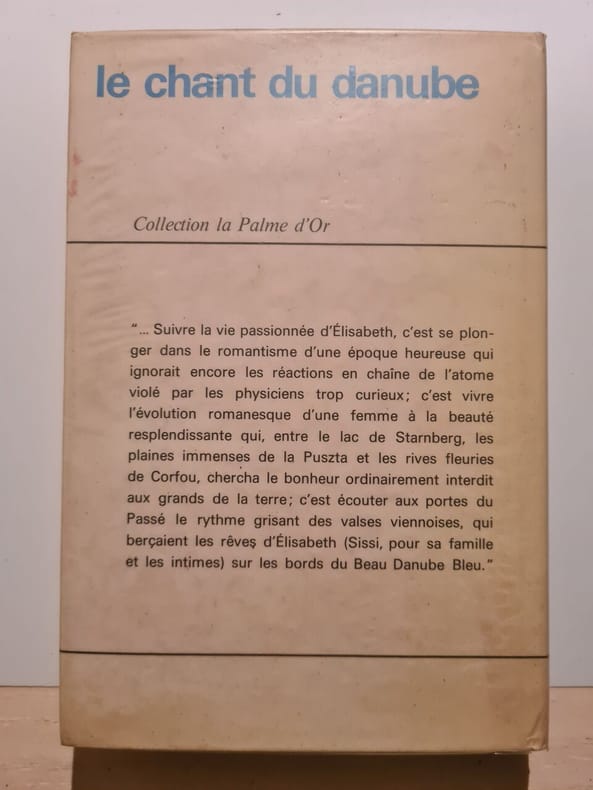 le chant du danube
Collection la Palme d'Or
“... Suivre la vie passionnée d'Élisabeth, c'est se plon-
ger dans le romantisme d'une époque heureuse qui
ignorait encore les réactions en chaîne de l'atome
violé par les physiciens trop curieux; c'est vivre
l'évolution romanesque d'une femme à la beauté
resplendissante qui, entre le lac de Starnberg, les
plaines immenses de la Puszta et les rives fleuries
de Corfou, chercha le bonheur ordinairement interdit
aux grands de la terre; c'est écouter aux portes du
Passé le rythme grisant des valses viennoises, qui
berçaient les rêves d'Élisabeth (Sissi, pour sa famille
et les intimes) sur les bords du Beau Danube Bleu.”